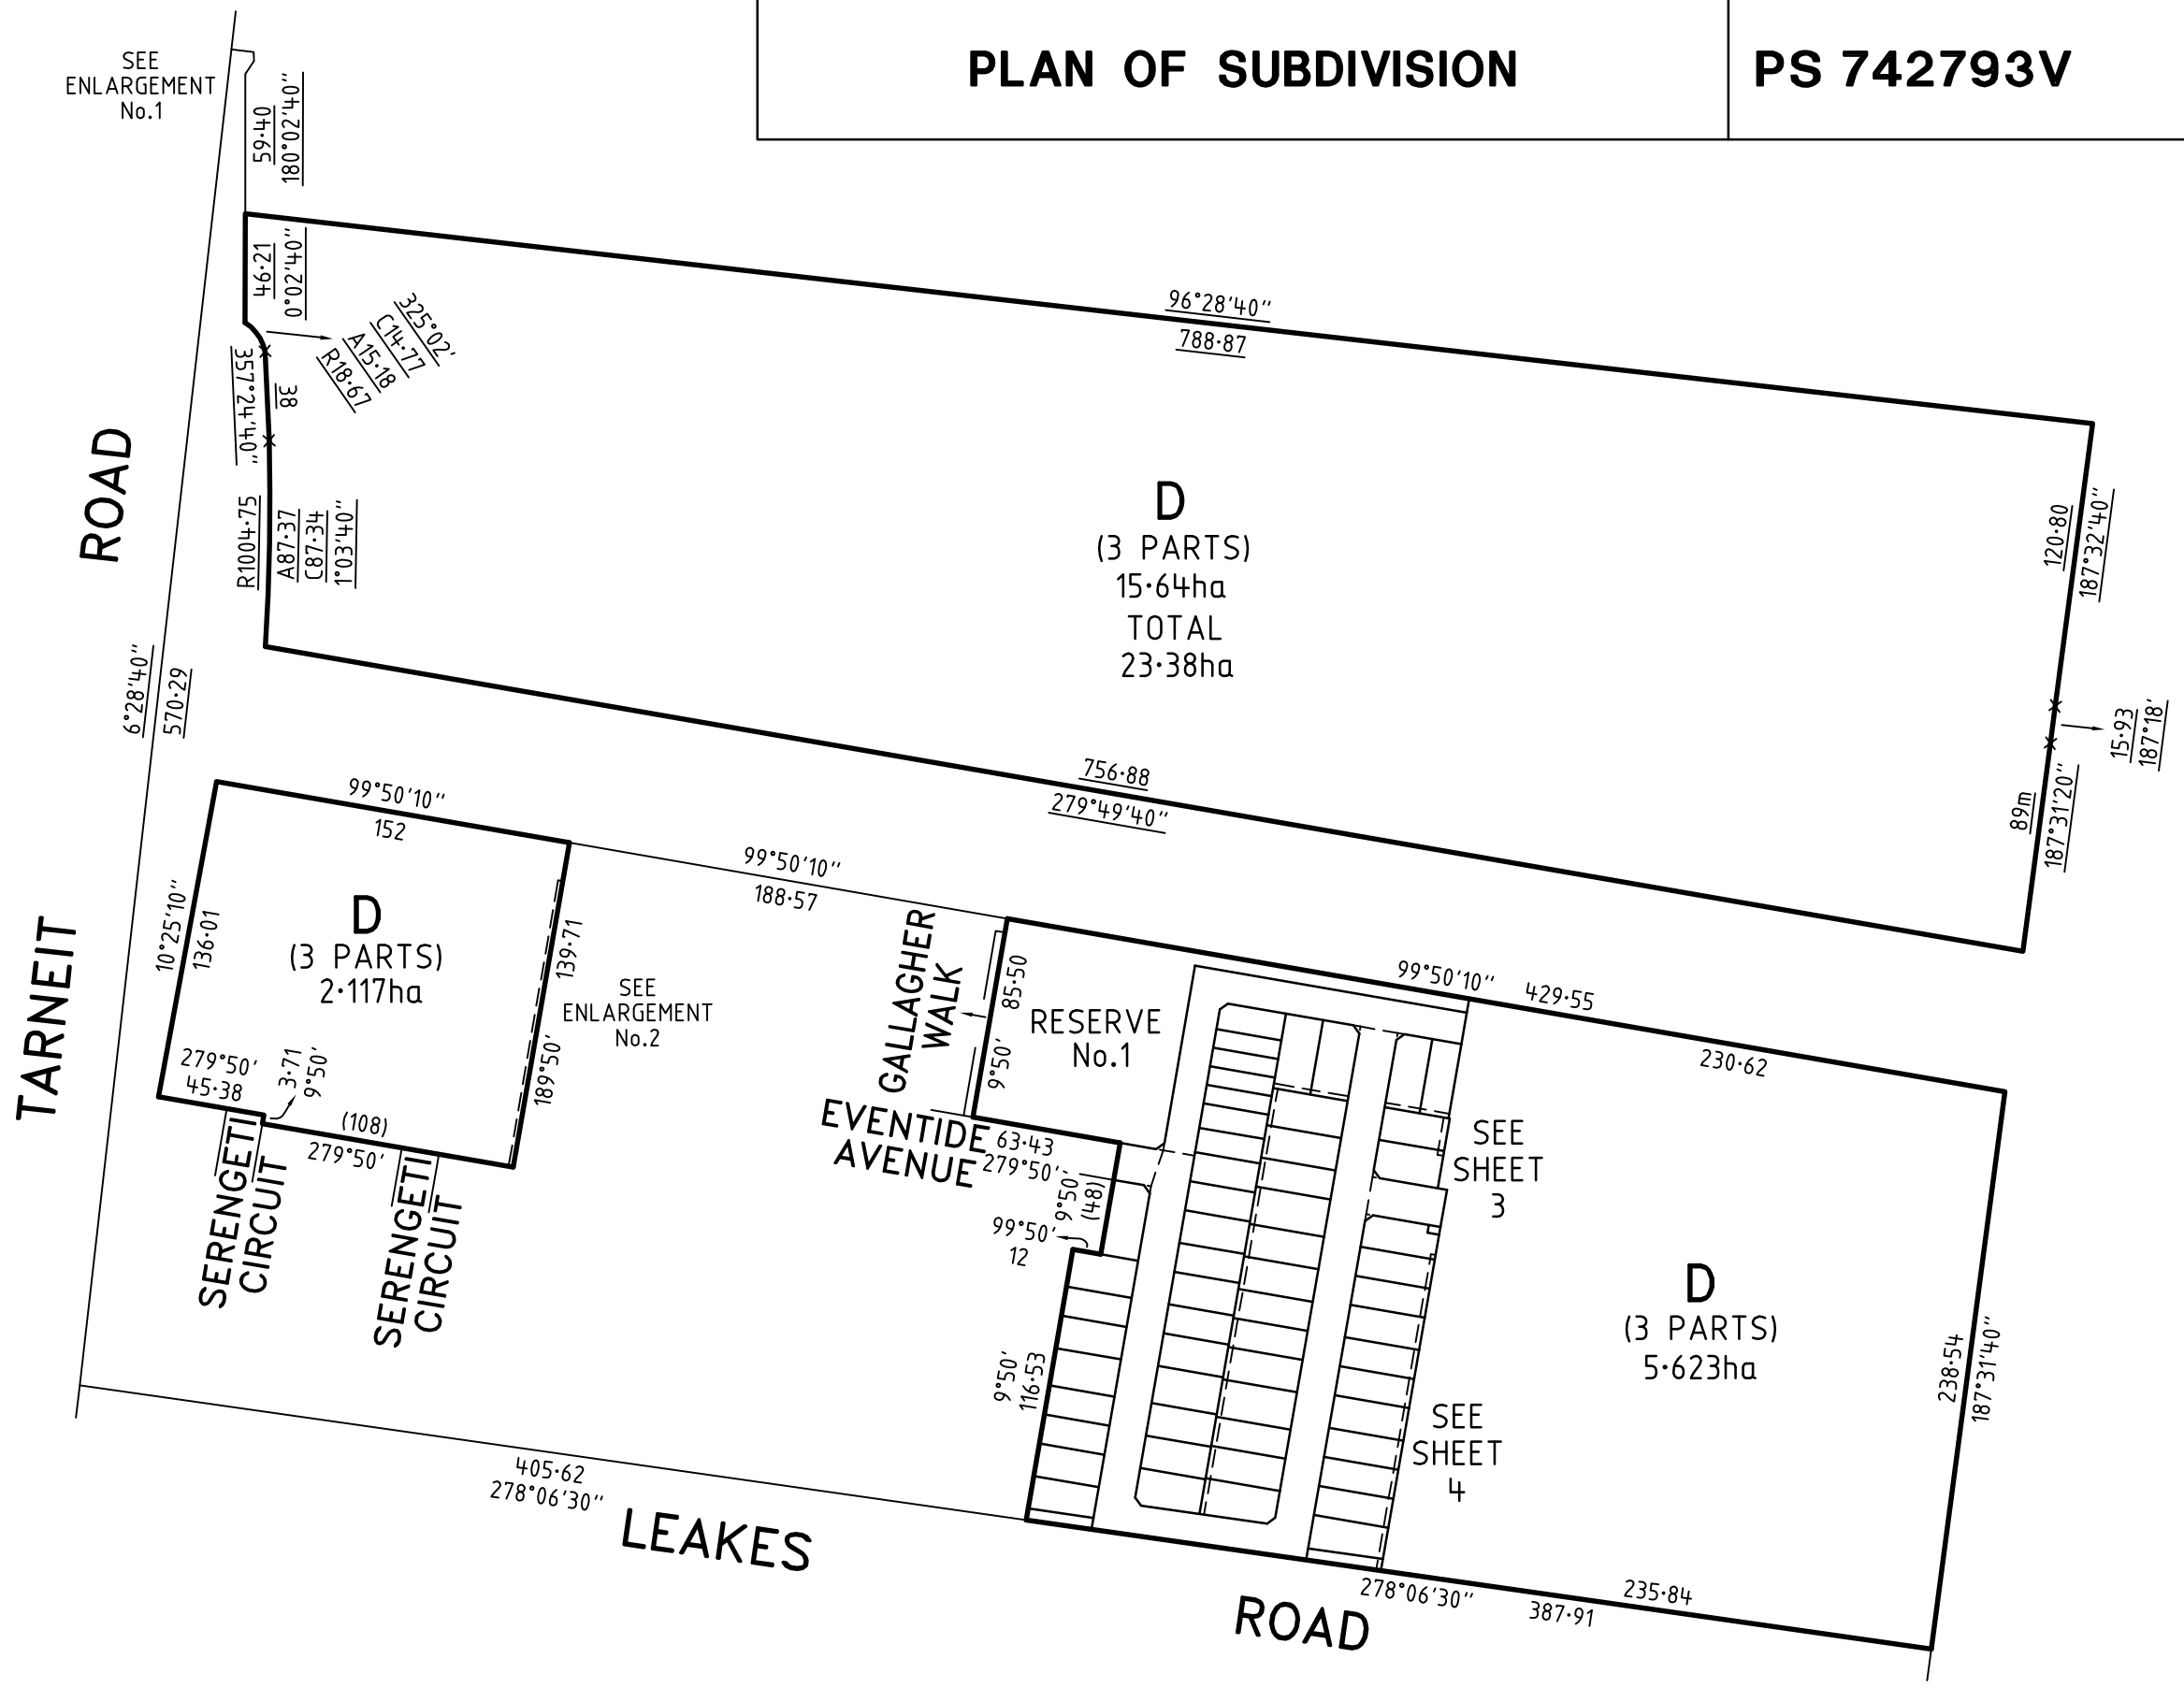 PLAN OF SUBDIVISION
PS 742793V
SEE
ENLARGEMENT
No.1
59·40
180°02'40"
46·21
0°02'40"
325°02'
C14·77
A15·18
R18·67
357°24'40"
38
R1004·75
A87·37
C87·34
1°03'40"
96°28'40"
788·87
D
(3 PARTS)
15·64ha
TOTAL
23·38ha
120·80
187°32'40"
15·93
187°18'
89m
187°31'20"
756·88
279°49'40"
TARNEIT
ROAD
6°28'40"
570·29
99°50'10"
152
10°25'10"
136·01
D
(3 PARTS)
2·117ha
139·71
189°50'
279°50'
45·38
3·71
9°50'
(108)
279°50'
SERENGETI
CIRCUIT
SERENGETI
CIRCUIT
SEE
ENLARGEMENT
No.2
99°50'10"
188·57
GALLAGHER
WALK
85·50
9°50'
RESERVE
No.1
EVENTIDE
AVENUE
63·43
279°50'
9°50'
(48)
99°50'
12
9°50'
116·53
99°50'10"
429·55
230·62
SEE
SHEET
3
D
(3 PARTS)
5·623ha
238·54
187°31'40"
SEE
SHEET
4
405·62
278°06'30"
LEAKES
ROAD
278°06'30"
387·91
235·84